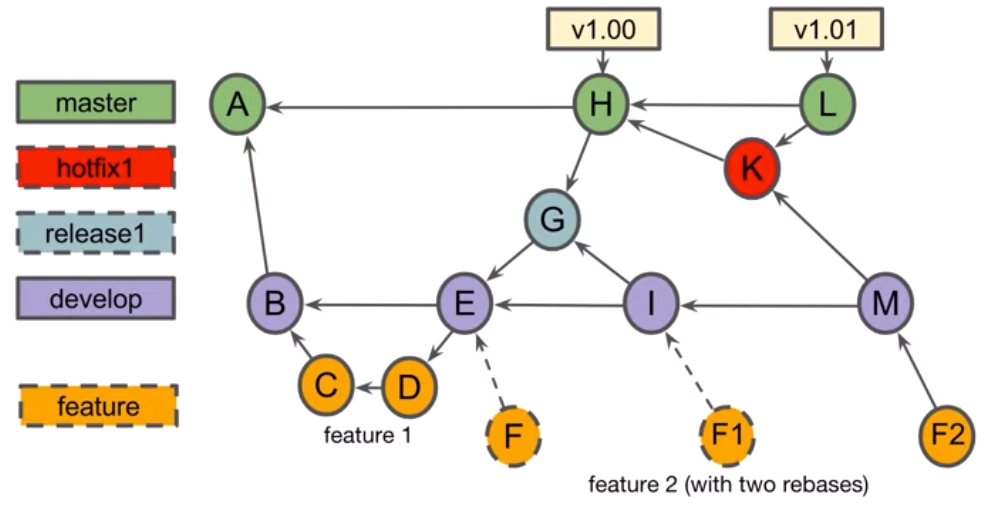 v1.00
v1.01
master
A
H
L
hotfix1
K
release1
G
develop
B
E
I
M
feature
C
D
F
F1
F2
feature 1
feature 2 (with two rebases)